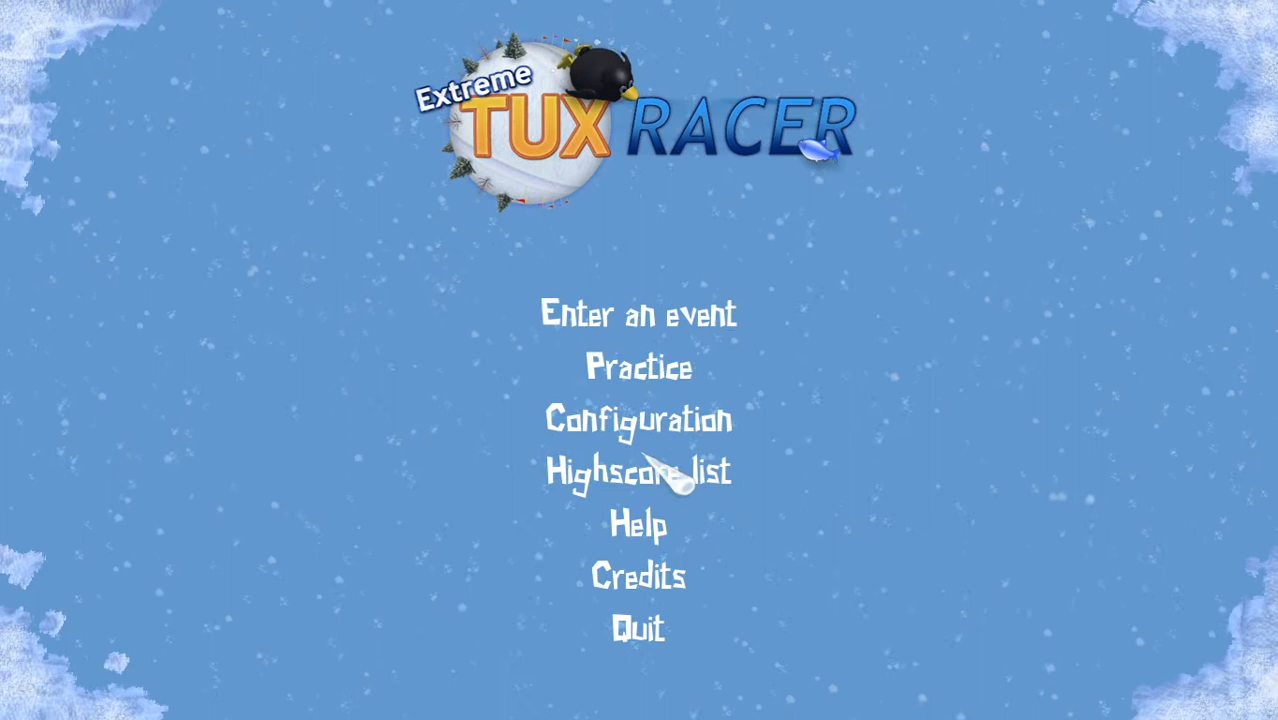 Extreme
TUX RACER
Enter an event
Practice
Configuration
Highscore list
Help
Credits
Quit